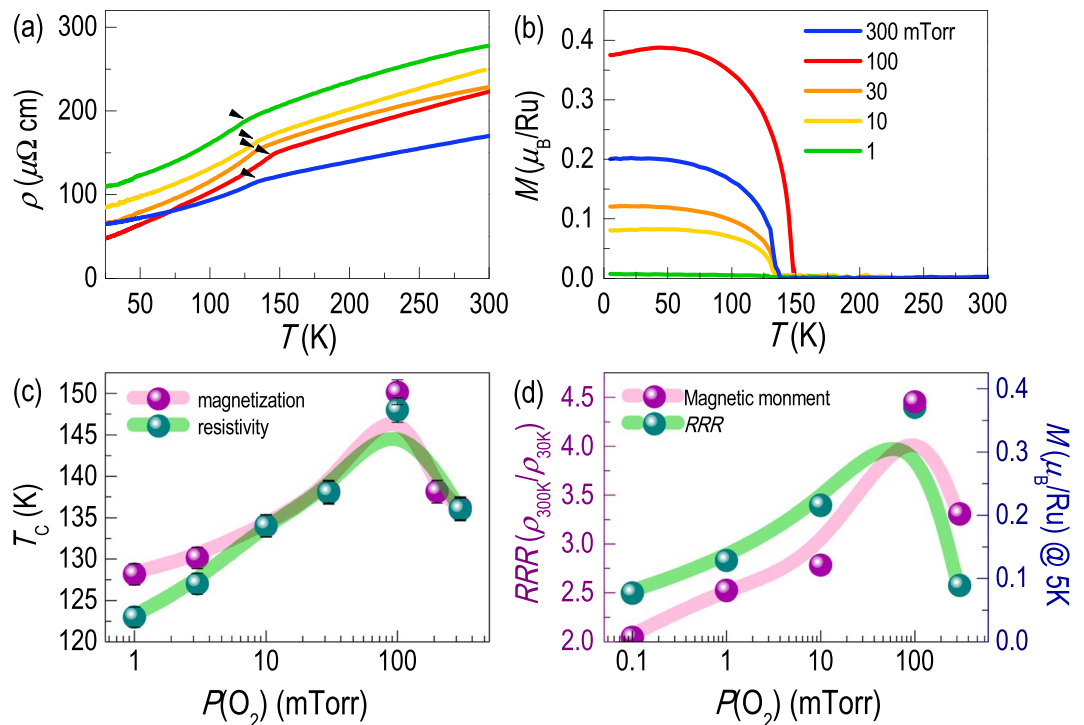 (a)
300
200
100
0
ρ (μΩ cm)
50 100 150 200 250 300
T (K)
(b)
0.4
0.3
0.2
0.1
0.0
M (μB/Ru)
300 mTorr
100
30
10
1
0 50 100 150 200 250 300
T (K)
(c)
150
145
140
135
130
125
120
TC (K)
magnetization
resistivity
1 10 100
P(O2) (mTorr)
(d)
4.5
4.0
3.5
3.0
2.5
2.0
RRR (ρ300K/ρ30K)
Magnetic monment
RRR
0.4
0.3
0.2
0.1
0.0
M (μB/Ru) @ 5K
0.1 1 10 100
P(O2) (mTorr)